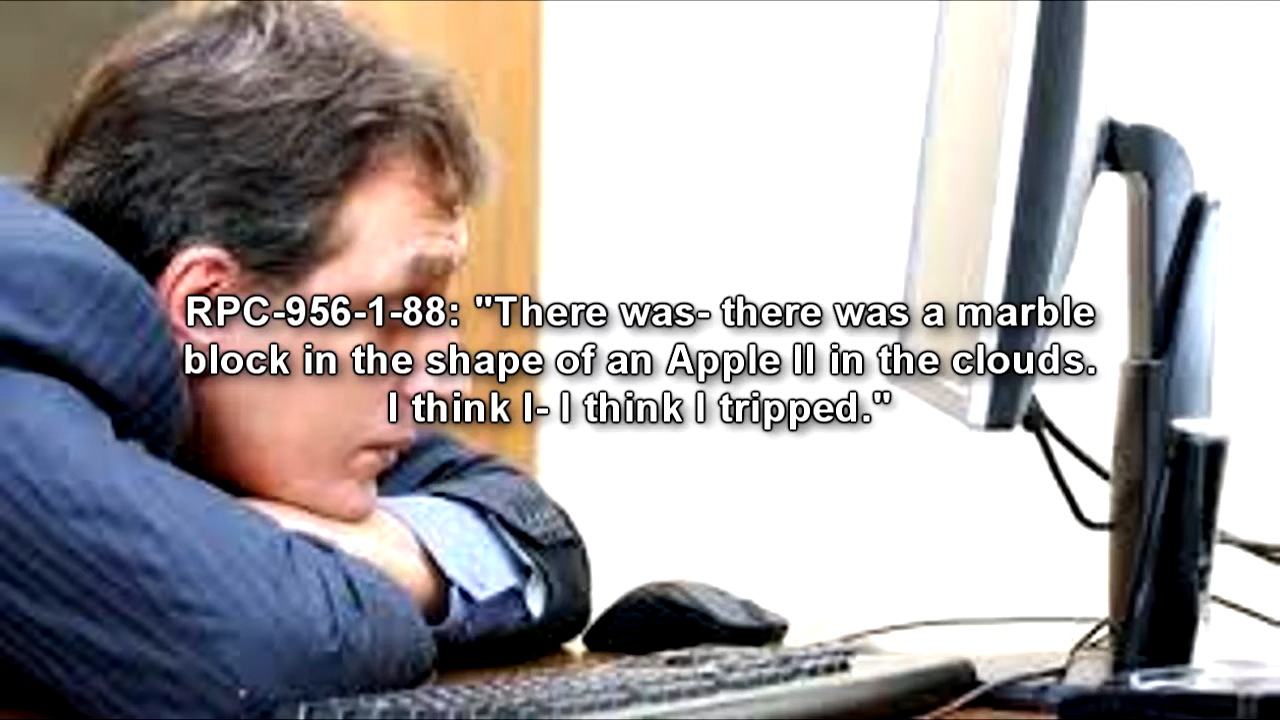 RPC-956-1-88: "There was- there was a marble
block in the shape of an Apple II in the clouds.
I think I- I think I tripped."